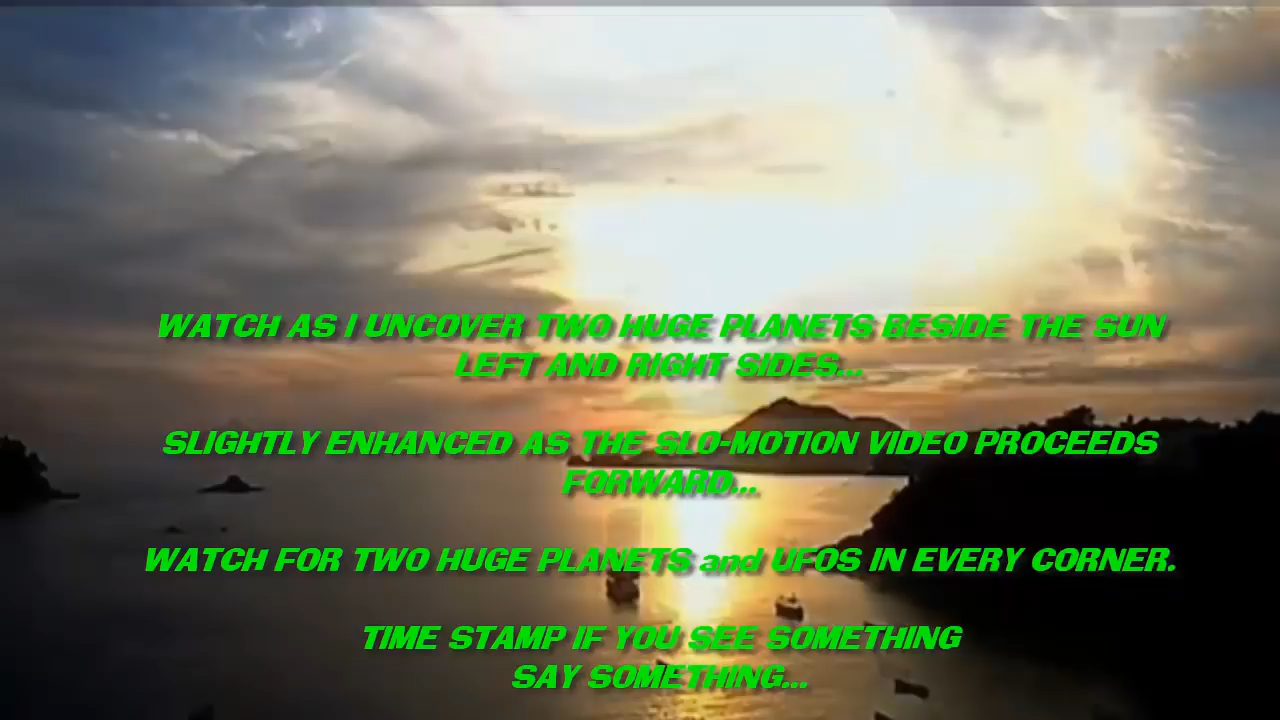 WATCH AS I UNCOVER TWO HUGE PLANETS BESIDE THE SUN
LEFT AND RIGHT SIDES...
SLIGHTLY ENHANCED AS THE SLO-MOTION VIDEO PROCEEDS
FORWARD...
WATCH FOR TWO HUGE PLANETS and UFOS IN EVERY CORNER.
TIME STAMP IF YOU SEE SOMETHING
SAY SOMETHING...